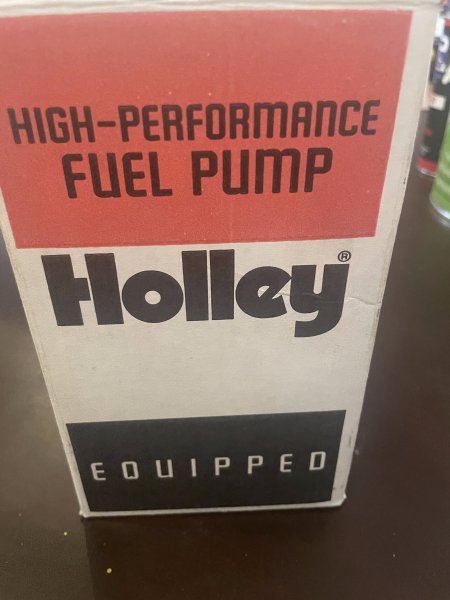 HIGH-PERFORMANCE
FUEL PUMP
Holley®
EQUIPPED